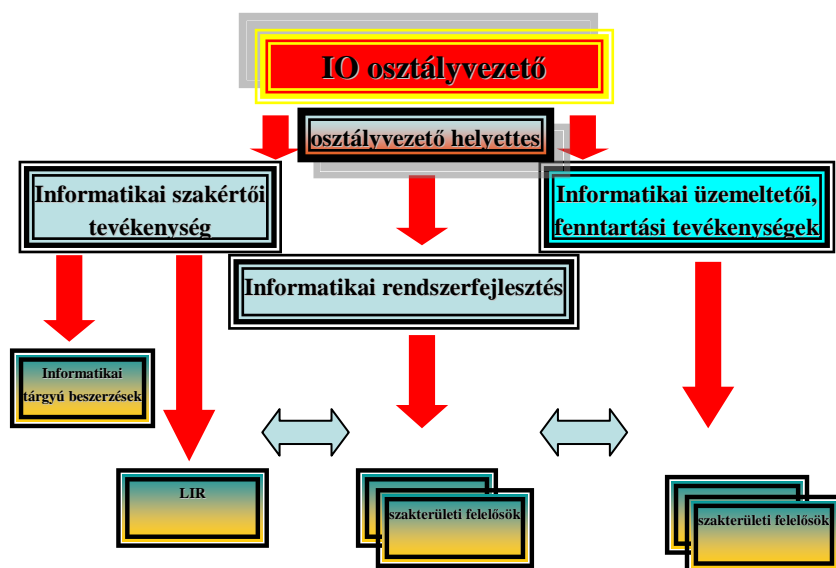 IO osztályvezető
osztályvezető helyettes
Informatikai szakértői
tevékenység
Informatikai üzemeltetői,
fenntartási tevékenységek
Informatikai rendszerfejlesztés
Informatikai
tárgyú beszerzések
LIR
szakterületi felelősök
szakterületi felelősök